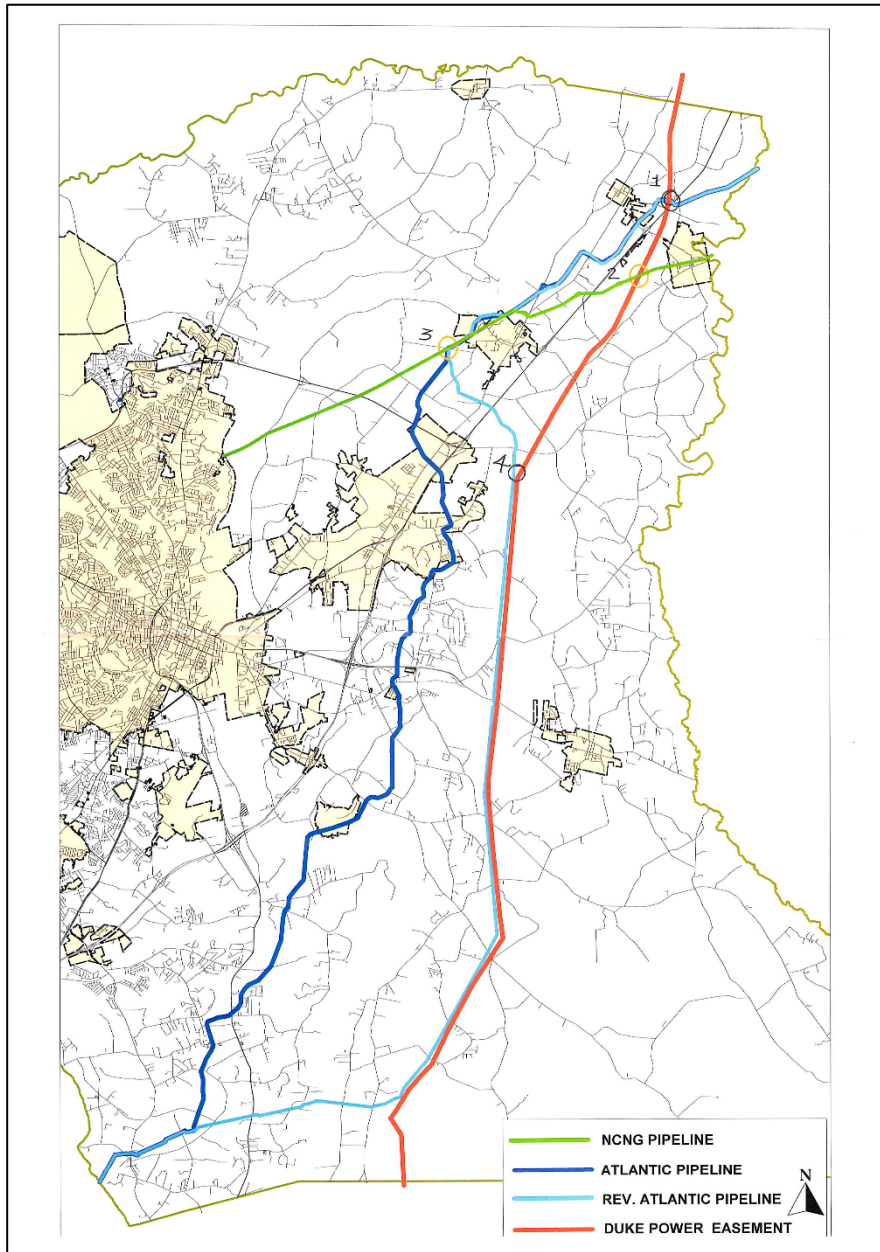 1
2
3
4
NCNG PIPELINE
ATLANTIC PIPELINE
REV. ATLANTIC PIPELINE
DUKE POWER EASEMENT
N